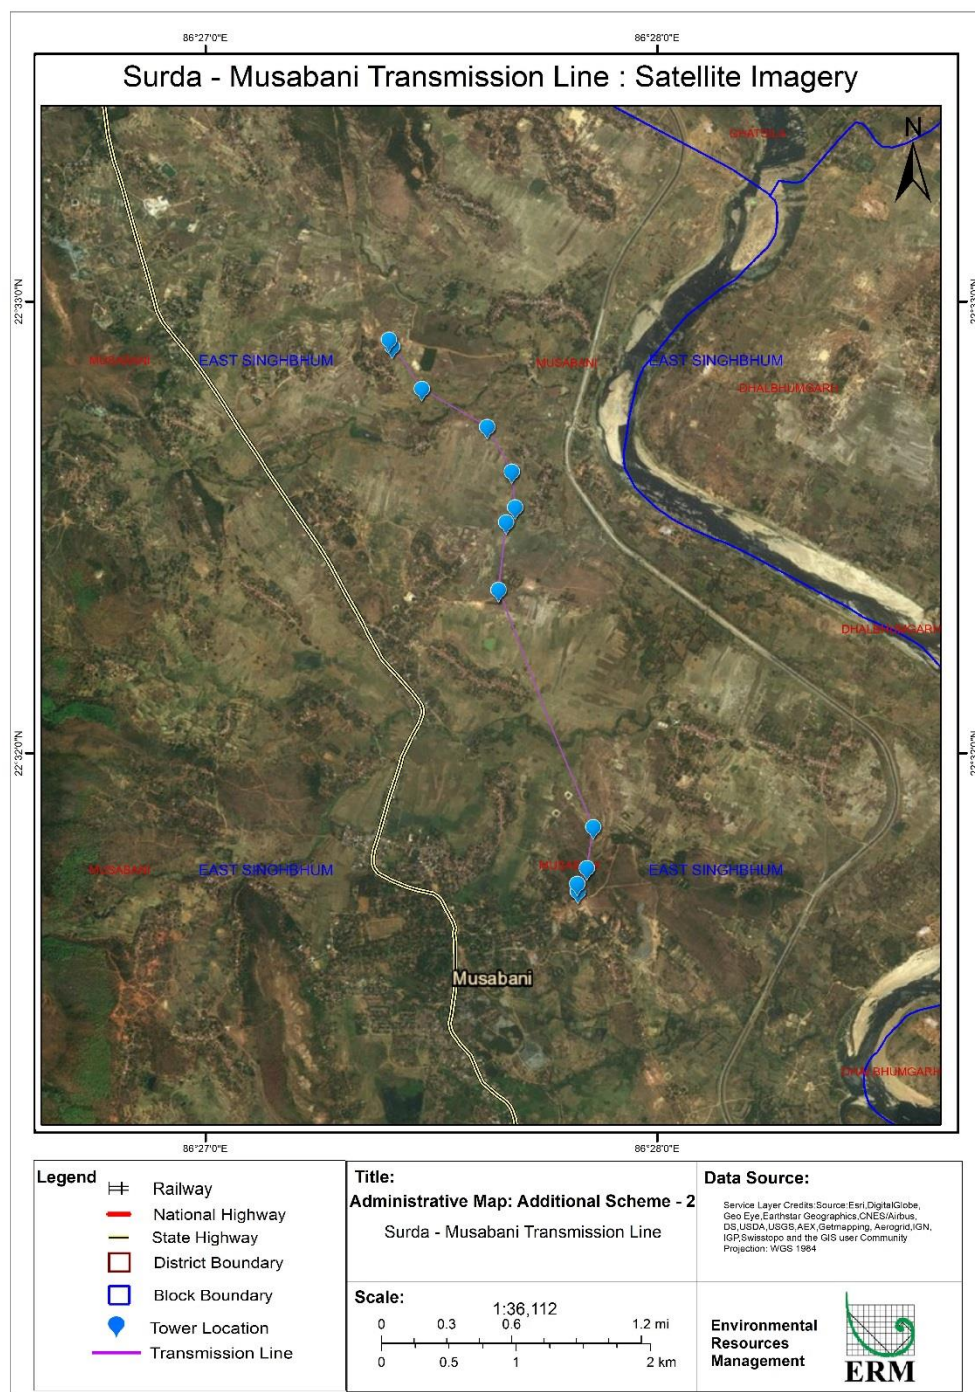 86°27'0"E
86°28'0"E
Surda - Musabani Transmission Line : Satellite Imagery
N
22°33'0"N
22°33'0"N
MUSABANI
EAST SINGHBHUM
MUSABANI
EAST SINGHBHUM
DHALBHUMGARH
DHALBHUMGARH
22°32'0"N
22°32'0"N
MUSABANI
EAST SINGHBHUM
EAST SINGHBHUM
Musabani
DHALBHUMGARH
86°27'0"E
86°28'0"E
Legend
Railway
National Highway
State Highway
District Boundary
Block Boundary
Tower Location
Transmission Line
Title:
Administrative Map: Additional Scheme - 2
Surda - Musabani Transmission Line
Scale:
1:36,112
0 0.3 0.6 1.2 mi
0 0.5 1 2 km
Data Source:
Service Layer Credits:Source:Esri,DigitalGlobe,
Geo Eye,Earthstar Geographics,CNES/Airbus,
DS,USDA,USGS,AEX,Getmapping, Aerogrid,IGN,
IGP,Swisstopo and the GIS user Community
Projection: WGS 1984
Environmental
Resources
Management
ERM